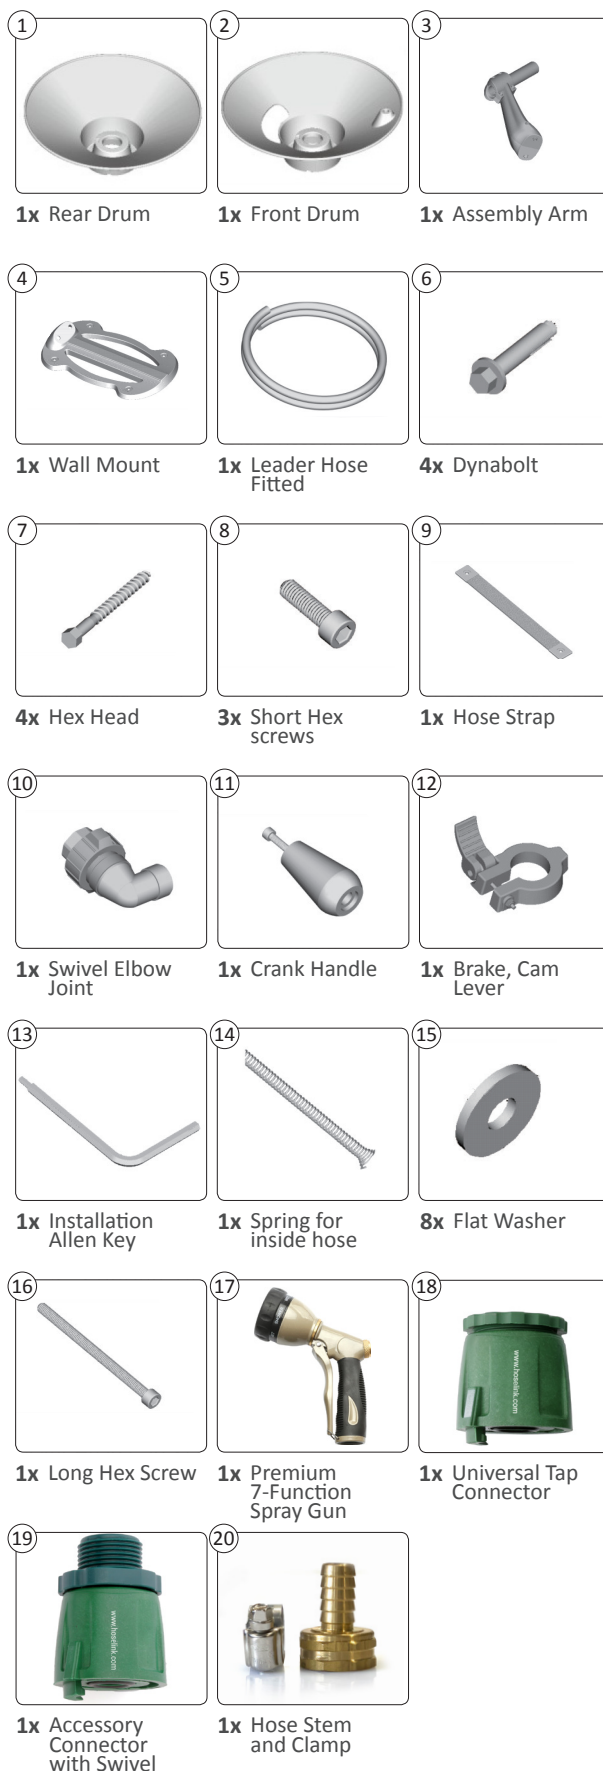 1
2
3
1x Rear Drum
1x Front Drum
1x Assembly Arm
4
5
6
1x Wall Mount
1x Leader Hose
Fitted
4x Dynabolt
7
8
9
4x Hex Head
3x Short Hex
screws
1x Hose Strap
10
11
12
1x Swivel Elbow
Joint
1x Crank Handle
1x Brake, Cam
Lever
13
14
15
1x Installation
Allen Key
1x Spring for
inside hose
8x Flat Washer
16
17
18
www.hoselink.com
1x Long Hex Screw
1x Premium
7-Function
Spray Gun
1x Universal Tap
Connector
19
20
www.hoselink.com
1x Accessory
Connector
with Swivel
1x Hose Stem
and Clamp